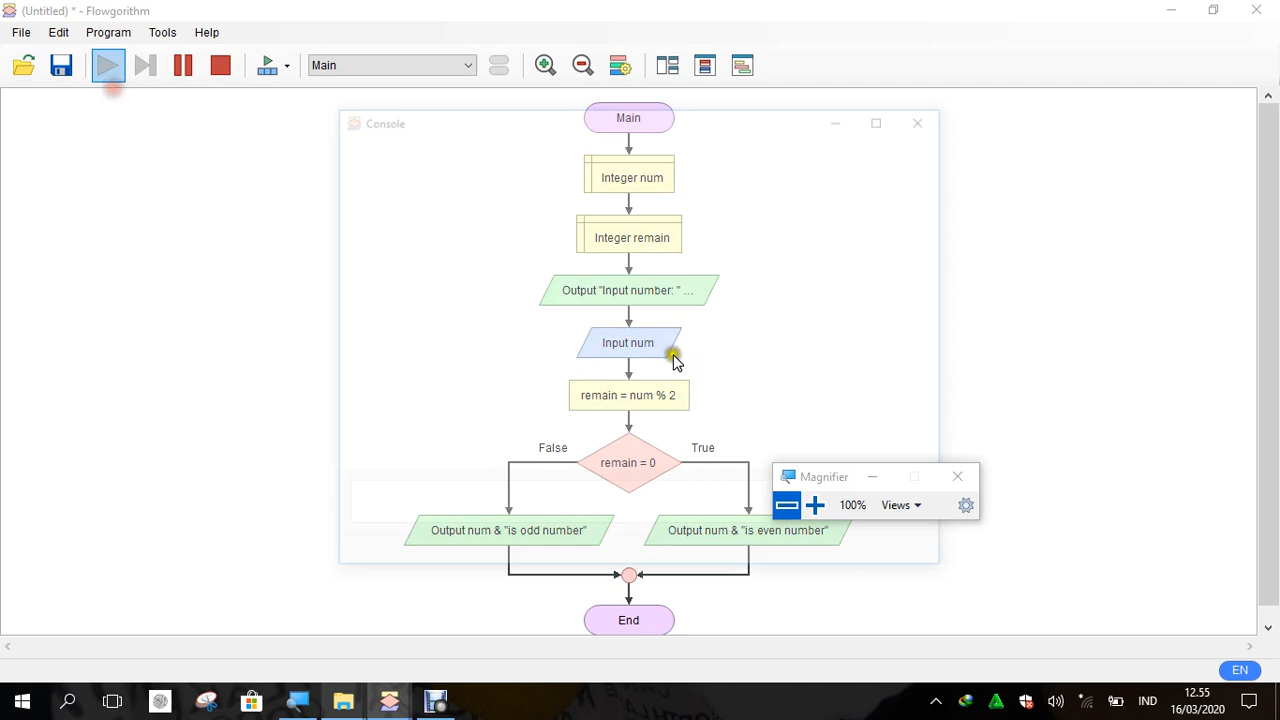 (Untitled) * - Flowgorithm
File Edit Program Tools Help
Main
Console
Main
Integer num
Integer remain
Output "Input number: " ...
Input num
remain = num % 2
False
True
remain = 0
Magnifier
100% Views
Output num & "is odd number"
Output num & "is even number"
End
EN
IND
12.55
16/03/2020